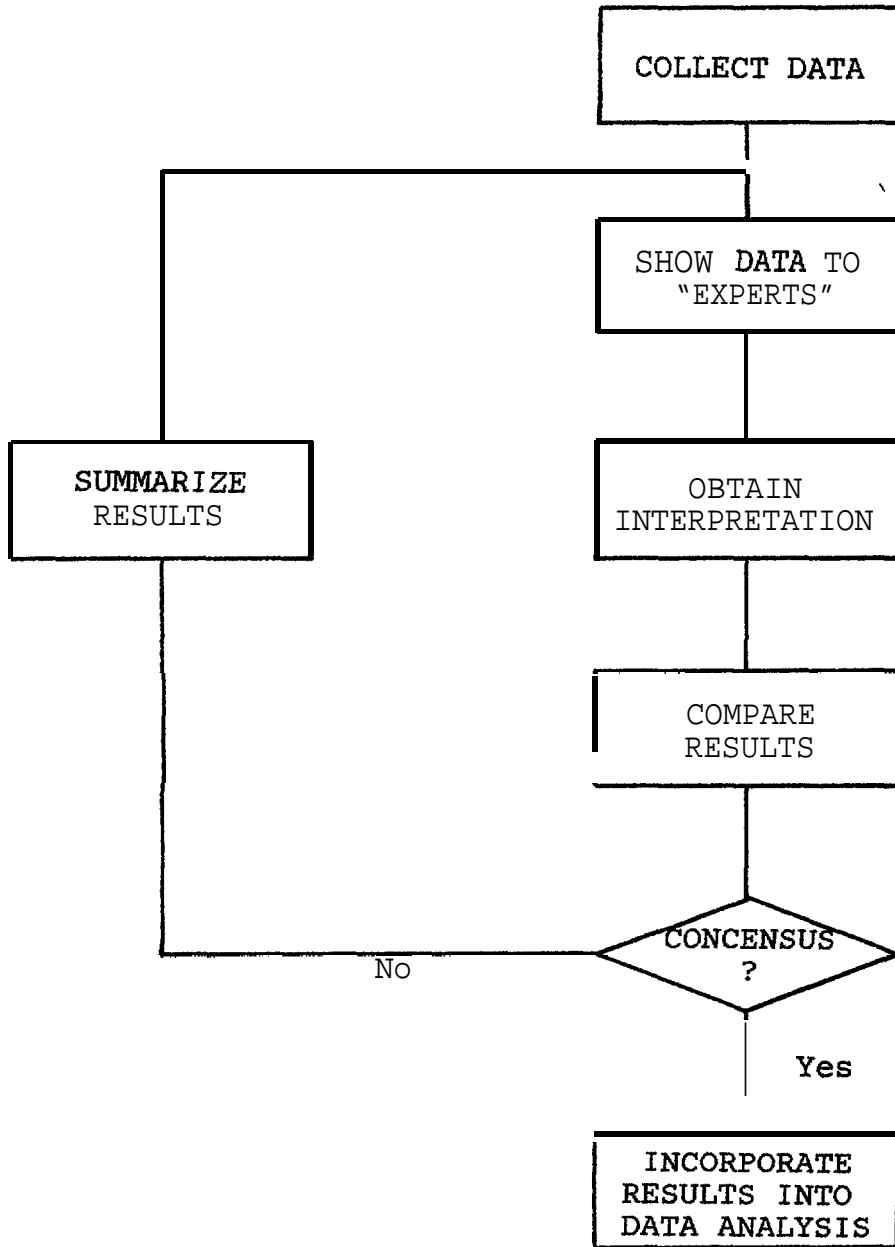 COLLECT DATA
SHOW DATA TO
“EXPERTS”
SUMMARIZE
RESULTS
OBTAIN
INTERPRETATION
COMPARE
RESULTS
CONCENSUS
?
No
Yes
INCORPORATE
RESULTS INTO
DATA ANALYSIS